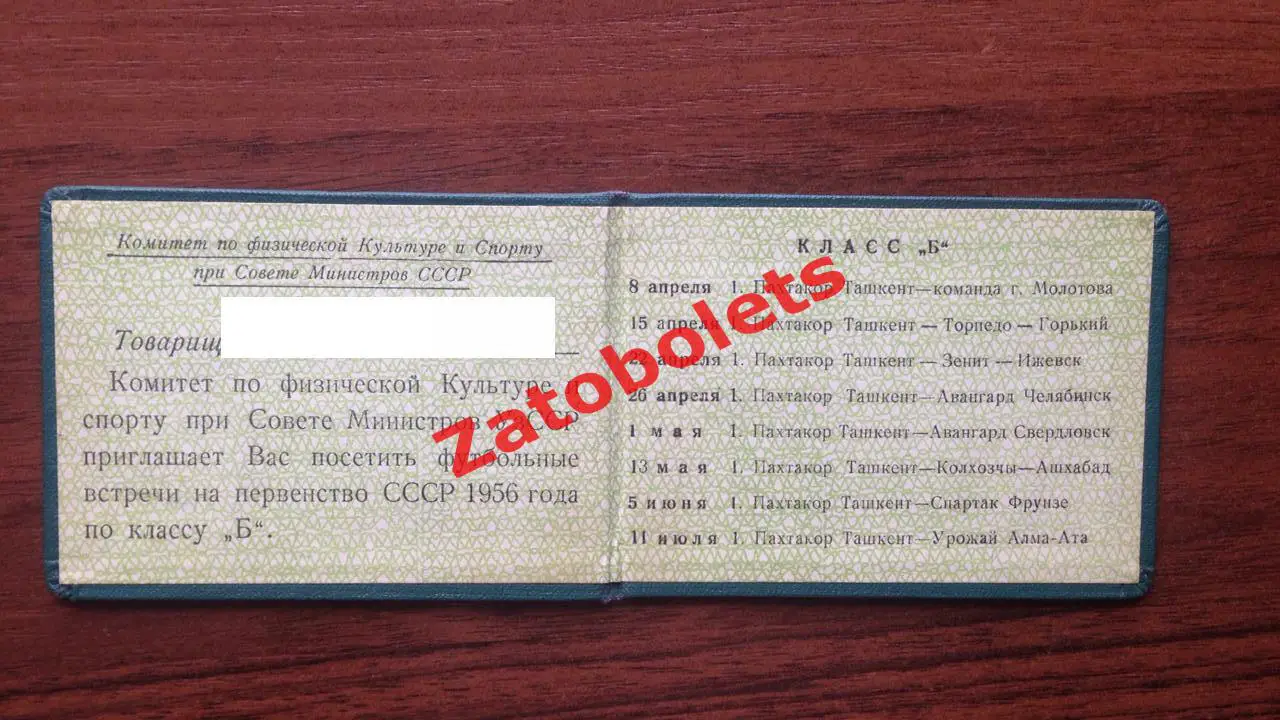 Комитет по физической Культуре и Спорту
при Совете Министров СССР
Товарищ
Комитет по физической Культуре и
спорту при Совете Министров УзССР
приглашает Вас посетить футбольные
встречи на первенство СССР 1956 года
по классу „Б“.
КЛАСС „Б“
8 апреля 1. Пахтакор Ташкент—команда г. Молотова
15 апреля 1. Пахтакор Ташкент — Торпедо — Горький
22 апреля 1. Пахтакор Ташкент — Зенит — Ижевск
26 апреля 1. Пахтакор Ташкент—Авангард Челябинск
1 мая 1. Пахтакор Ташкент—Авангард Свердловск
13 мая 1. Пахтакор Ташкент—Колхозчы—Ашхабад
5 июня 1. Пахтакор Ташкент—Спартак Фрунзе
11 июля 1. Пахтакор Ташкент—Урожай Алма-Ата
Zatobolets